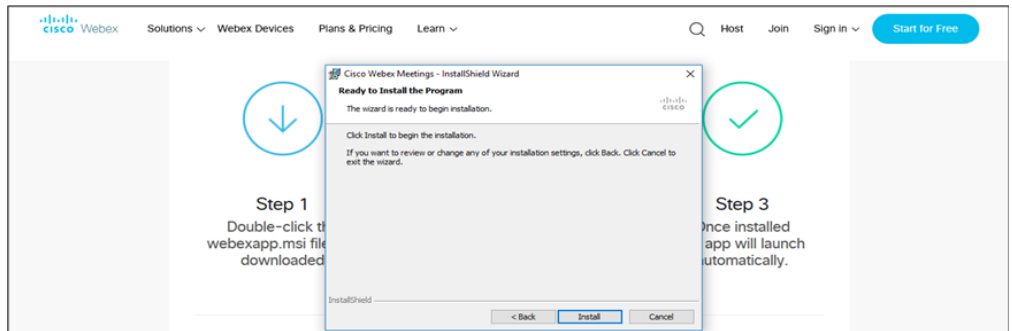 cisco Webex Solutions Webex Devices Plans & Pricing Learn Host Join Sign in Start for Free
Cisco Webex Meetings - InstallShield Wizard
Ready to Install the Program
The wizard is ready to begin installation.
cisco
Click Install to begin the installation.
If you want to review or change any of your installation settings, click Back. Click Cancel to
exit the wizard.
InstallShield
< Back Install Cancel
Step 1
Double-click
webexapp.msi
downloaded
Step 3
installed
app will launch
automatically.